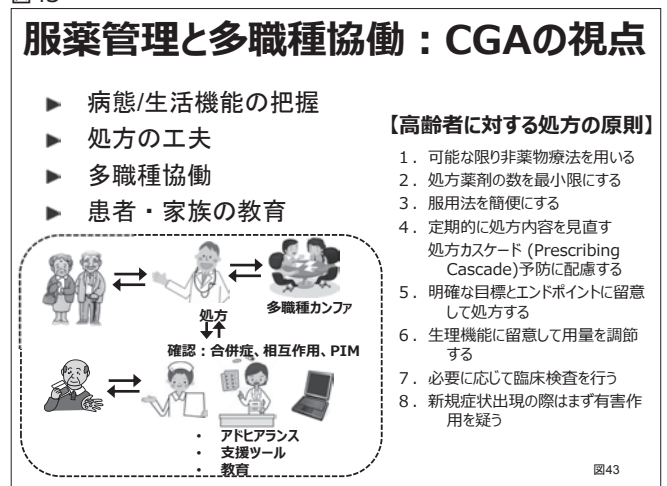 服薬管理と多職種協働：CGAの視点
▶ 病態/生活機能の把握
▶ 処方の工夫
▶ 多職種協働
▶ 患者・家族の教育
処方
多職種カンファ
確認：合併症、相互作用、PIM
• アドヒアランス
• 支援ツール
• 教育
【高齢者に対する処方の原則】
1．可能な限り非薬物療法を用いる
2．処方薬剤の数を最小限にする
3．服用法を簡便にする
4．定期的に処方内容を見直す
処方カスケード (Prescribing
Cascade)予防に配慮する
5．明確な目標とエンドポイントに留意
して処方する
6．生理機能に留意して用量を調節
する
7．必要に応じて臨床検査を行う
8．新規症状出現の際はまず有害作
用を疑う
図43